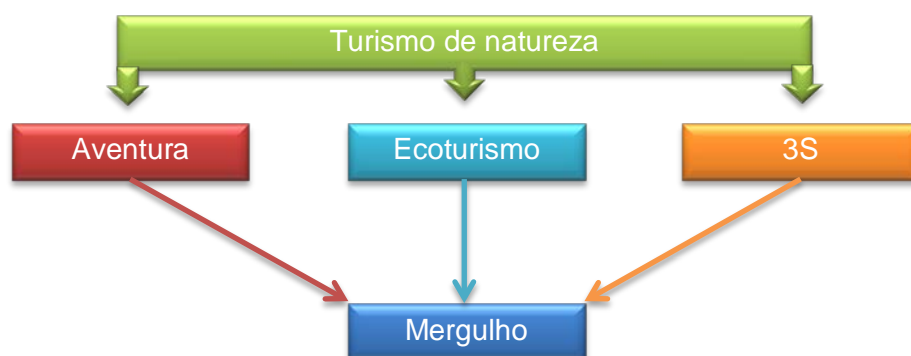 Turismo de natureza
Aventura
Ecoturismo
3S
Mergulho